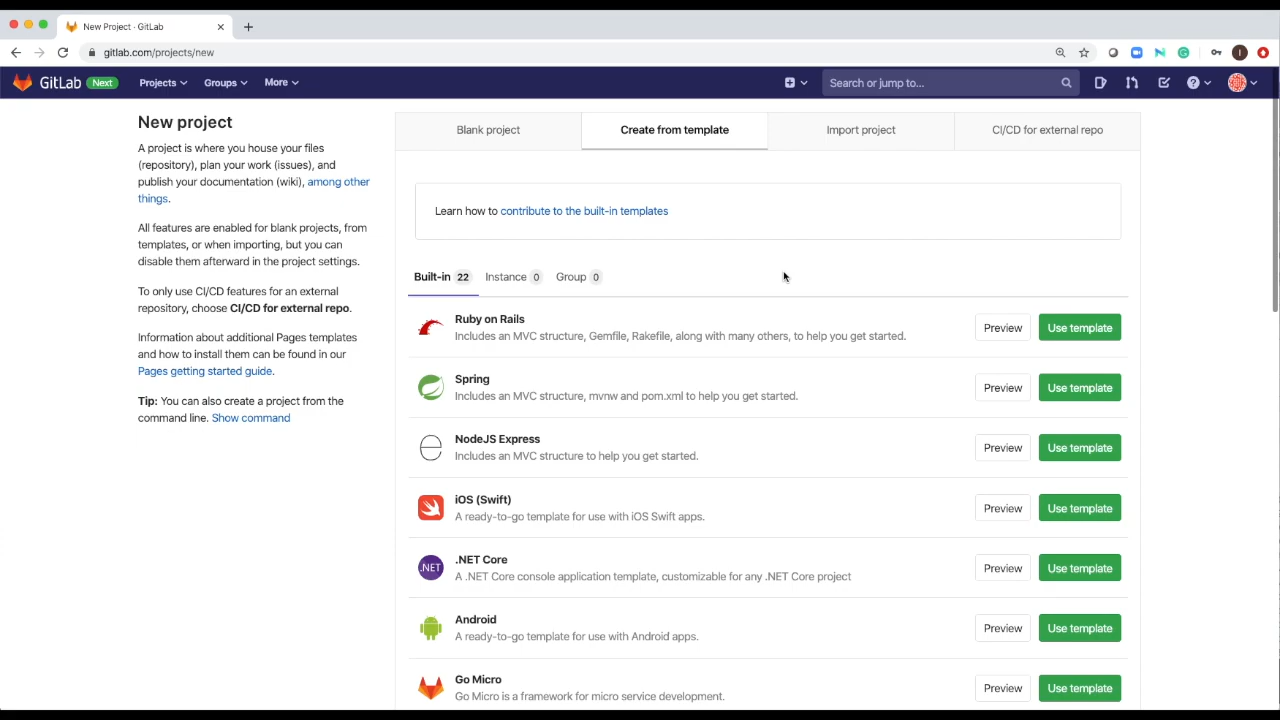 New Project · GitLab
gitlab.com/projects/new
GitLab Next Projects Groups More Search or jump to...
New project
A project is where you house your files
(repository), plan your work (issues), and
publish your documentation (wiki), among other
things.
All features are enabled for blank projects, from
templates, or when importing, but you can
disable them afterward in the project settings.
To only use CI/CD features for an external
repository, choose CI/CD for external repo.
Information about additional Pages templates
and how to install them can be found in our
Pages getting started guide.
Tip: You can also create a project from the
command line. Show command
Blank project Create from template Import project CI/CD for external repo
Learn how to contribute to the built-in templates
Built-in 22 Instance 0 Group 0
Ruby on Rails
Includes an MVC structure, Gemfile, Rakefile, along with many others, to help you get started.
Preview Use template
Spring
Includes an MVC structure, mvnw and pom.xml to help you get started.
Preview Use template
NodeJS Express
Includes an MVC structure to help you get started.
Preview Use template
iOS (Swift)
A ready-to-go template for use with iOS Swift apps.
Preview Use template
.NET
.NET Core
A .NET Core console application template, customizable for any .NET Core project
Preview Use template
Android
A ready-to-go template for use with Android apps.
Preview Use template
Go Micro
Go Micro is a framework for micro service development.
Preview Use template